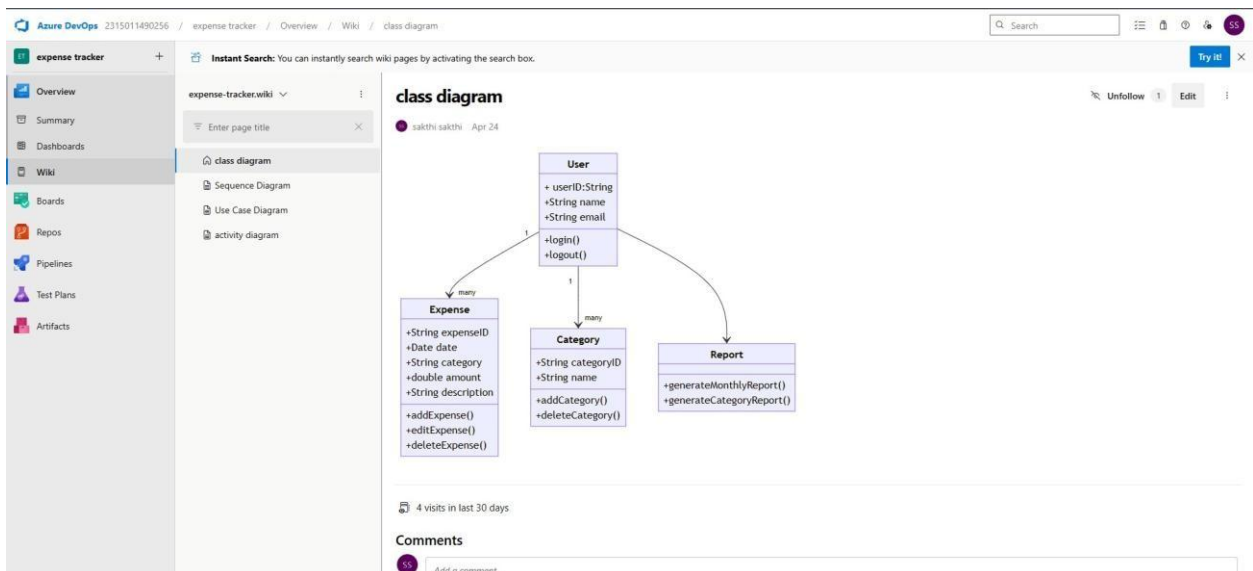 Azure DevOps 2315011490256 / expense tracker / Overview / Wiki / class diagram
Search
SS
ET expense tracker +
Instant Search: You can instantly search wiki pages by activating the search box.
Try it!
Overview
Summary
Dashboards
Wiki
Boards
Repos
Pipelines
Test Plans
Artifacts
expense-tracker.wiki
Enter page title
class diagram
Sequence Diagram
Use Case Diagram
activity diagram
class diagram
Unfollow 1 Edit
sakthi sakthi Apr 24
User
+ userID:String
+String name
+String email
+login()
+logout()
1
many
1
many
Expense
+String expenseID
+Date date
+String category
+double amount
+String description
+addExpense()
+editExpense()
+deleteExpense()
Category
+String categoryID
+String name
+addCategory()
+deleteCategory()
Report
+generateMonthlyReport()
+generateCategoryReport()
4 visits in last 30 days
Comments
SS
Add a comment